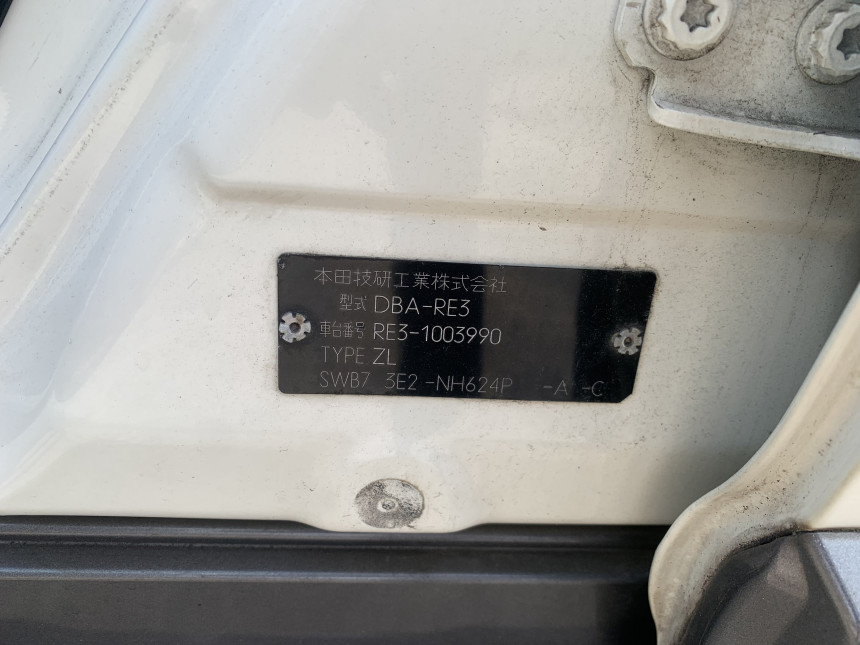 本田技研工業株式会社
型式 DBA-RE3
車台番号 RE3-1003990
TYPE ZL
SWB7 3E2 -NH624P -A -C